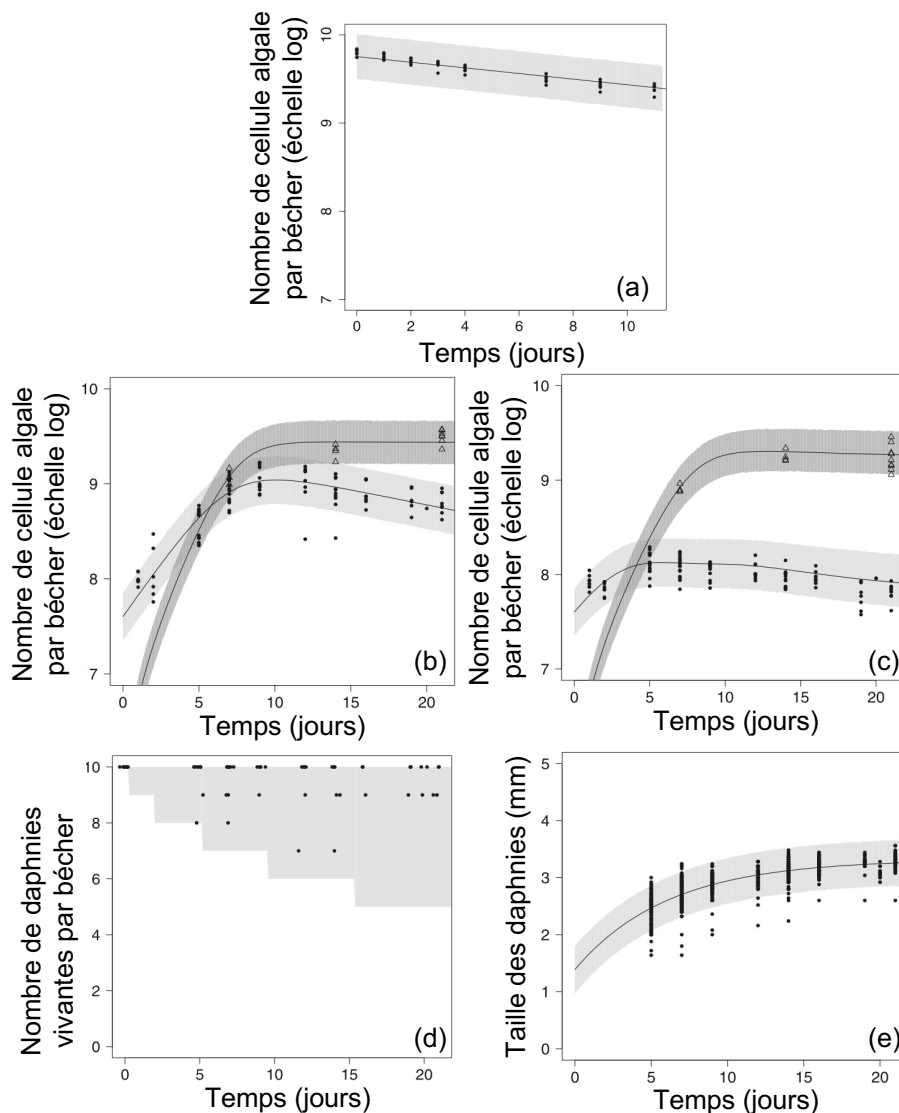 Nombre de cellule algale
par bécher (échelle log)
10
9
8
7
0 2 4 6 8 10
Temps (jours)
(a)
Nombre de cellule algale
par bécher (échelle log)
10
9
8
7
0 5 10 15 20
Temps (jours)
(b)
Nombre de cellule algale
par bécher (échelle log)
10
9
8
7
0 5 10 15 20
Temps (jours)
(c)
Nombre de daphnies
vivantes par bécher
10
8
6
4
2
0
0 5 10 15 20
Temps (jours)
(d)
Taille des daphnies (mm)
5
4
3
2
1
0
0 5 10 15 20
Temps (jours)
(e)